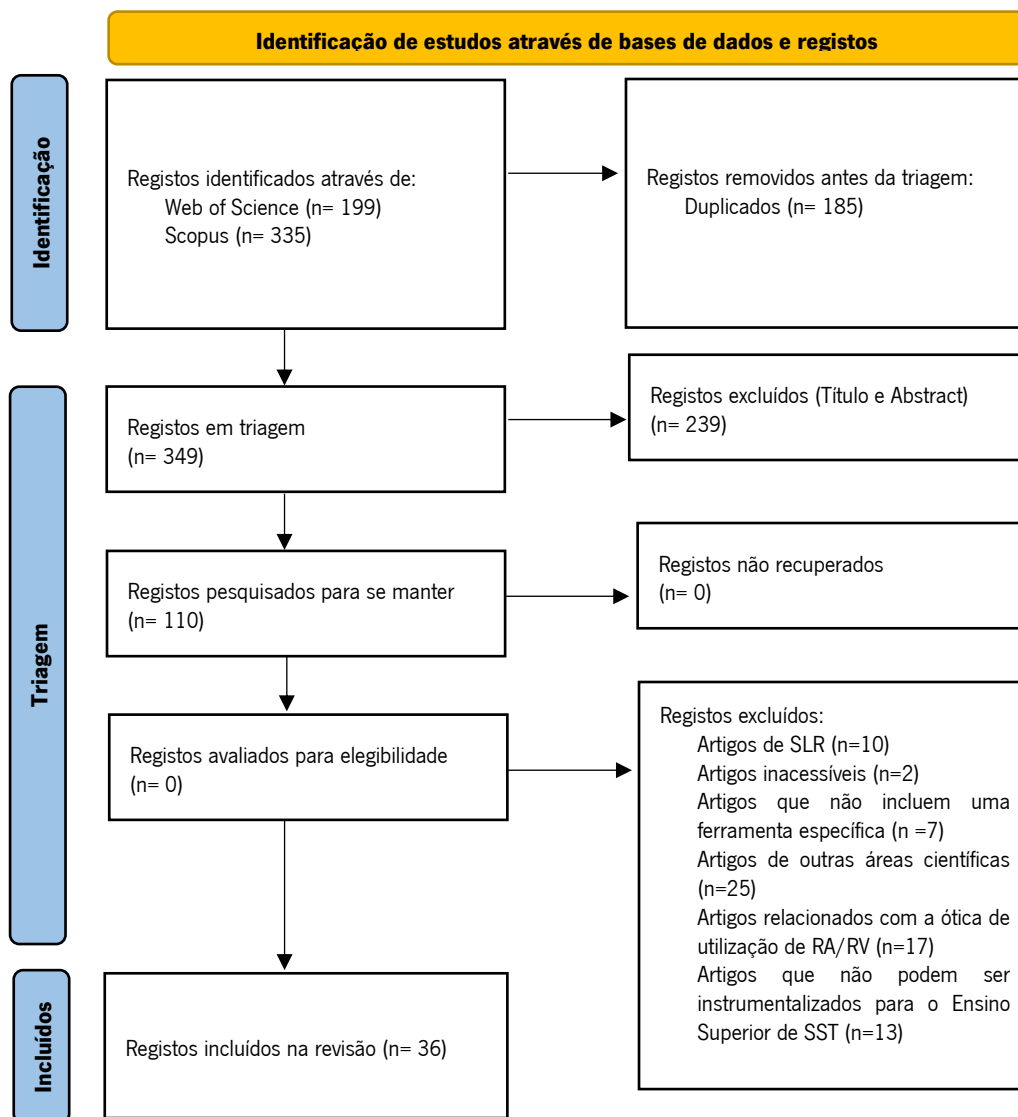 Identificação de estudos através de bases de dados e registos
Identificação
Registos identificados através de:
Web of Science (n= 199)
Scopus (n= 335)
Registos removidos antes da triagem:
Duplicados (n= 185)
Triagem
Registos em triagem
(n= 349)
Registos excluídos (Título e Abstract)
(n= 239)
Registos pesquisados para se manter
(n= 110)
Registos não recuperados
(n= 0)
Registos avaliados para elegibilidade
(n= 0)
Registos excluídos:
Artigos de SLR (n=10)
Artigos inacessíveis (n=2)
Artigos que não incluem uma
ferramenta específica (n =7)
Artigos de outras áreas científicas
(n=25)
Artigos relacionados com a ótica de
utilização de RA/RV (n=17)
Artigos que não podem ser
instrumentalizados para o Ensino
Superior de SST (n=13)
Incluídos
Registos incluídos na revisão (n= 36)